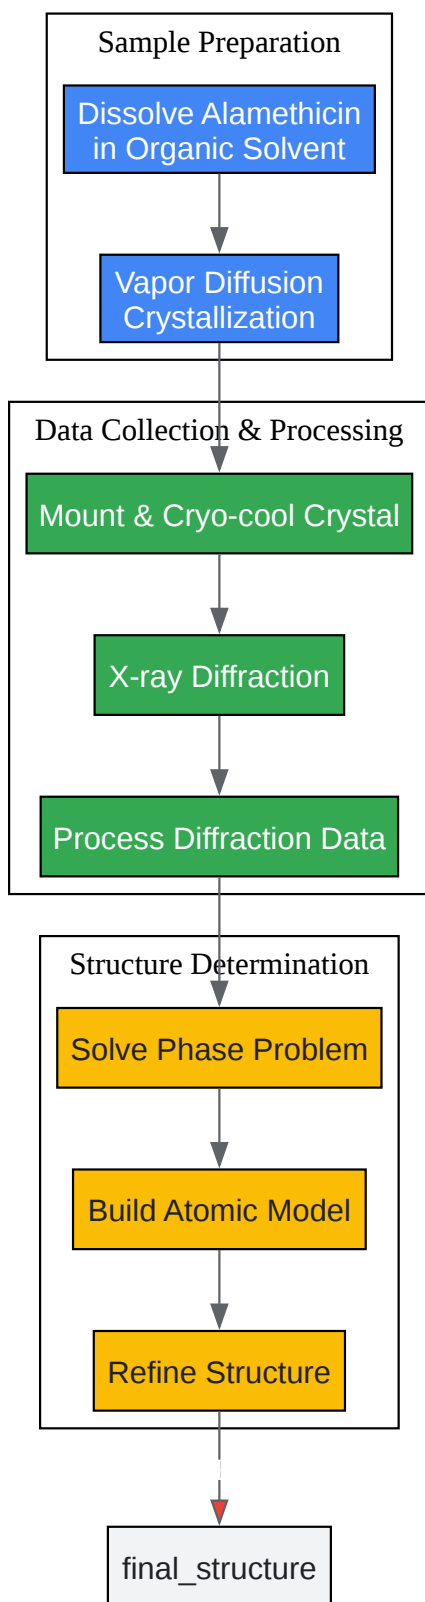 Sample Preparation
Dissolve Alamethicin
in Organic Solvent
Vapor Diffusion
Crystallization
Data Collection & Processing
Mount & Cryo-cool Crystal
X-ray Diffraction
Process Diffraction Data
Structure Determination
Solve Phase Problem
Build Atomic Model
Refine Structure
final_structure